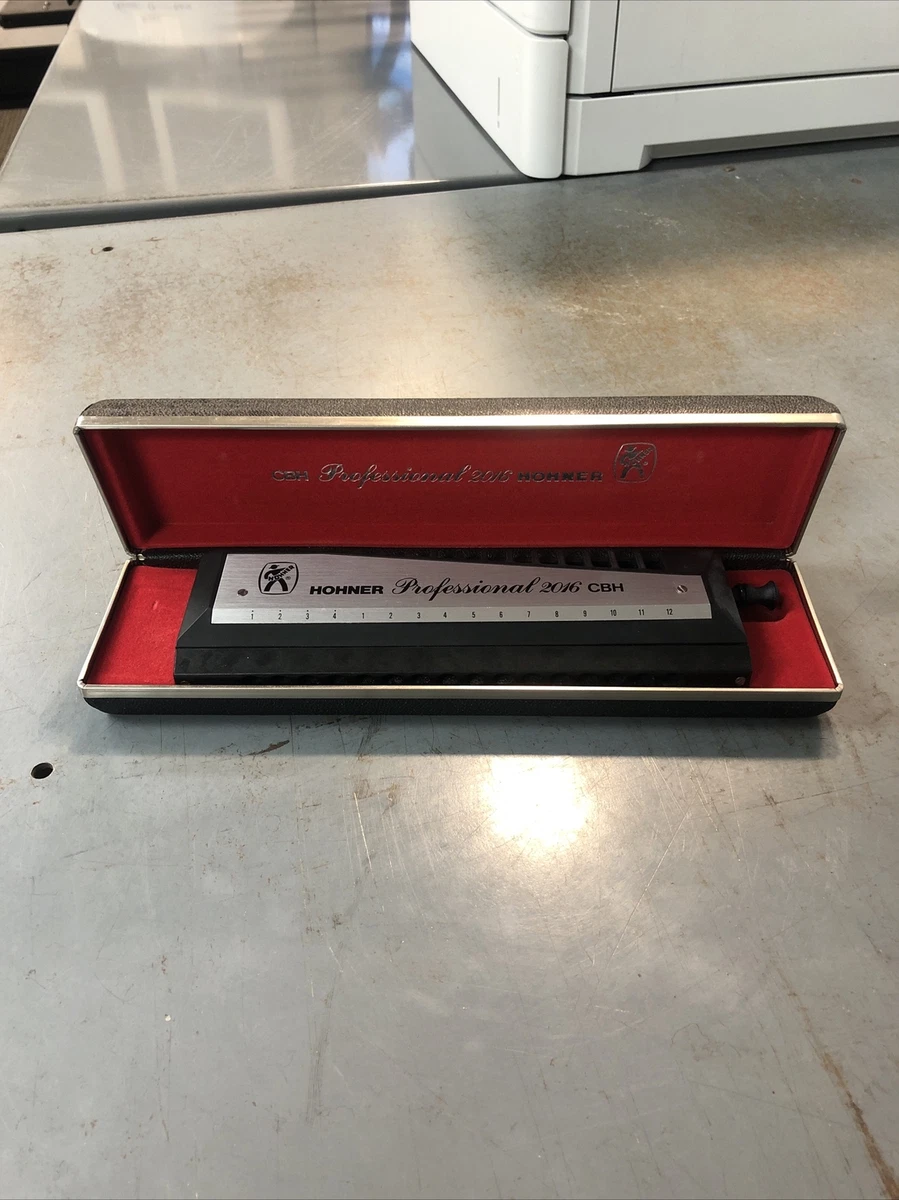 CBH Professional 2016 HOHNER
HOHNER
HOHNER Professional 2016 CBH
1 2 3 4 1 2 3 4 5 6 7 8 9 10 11 12